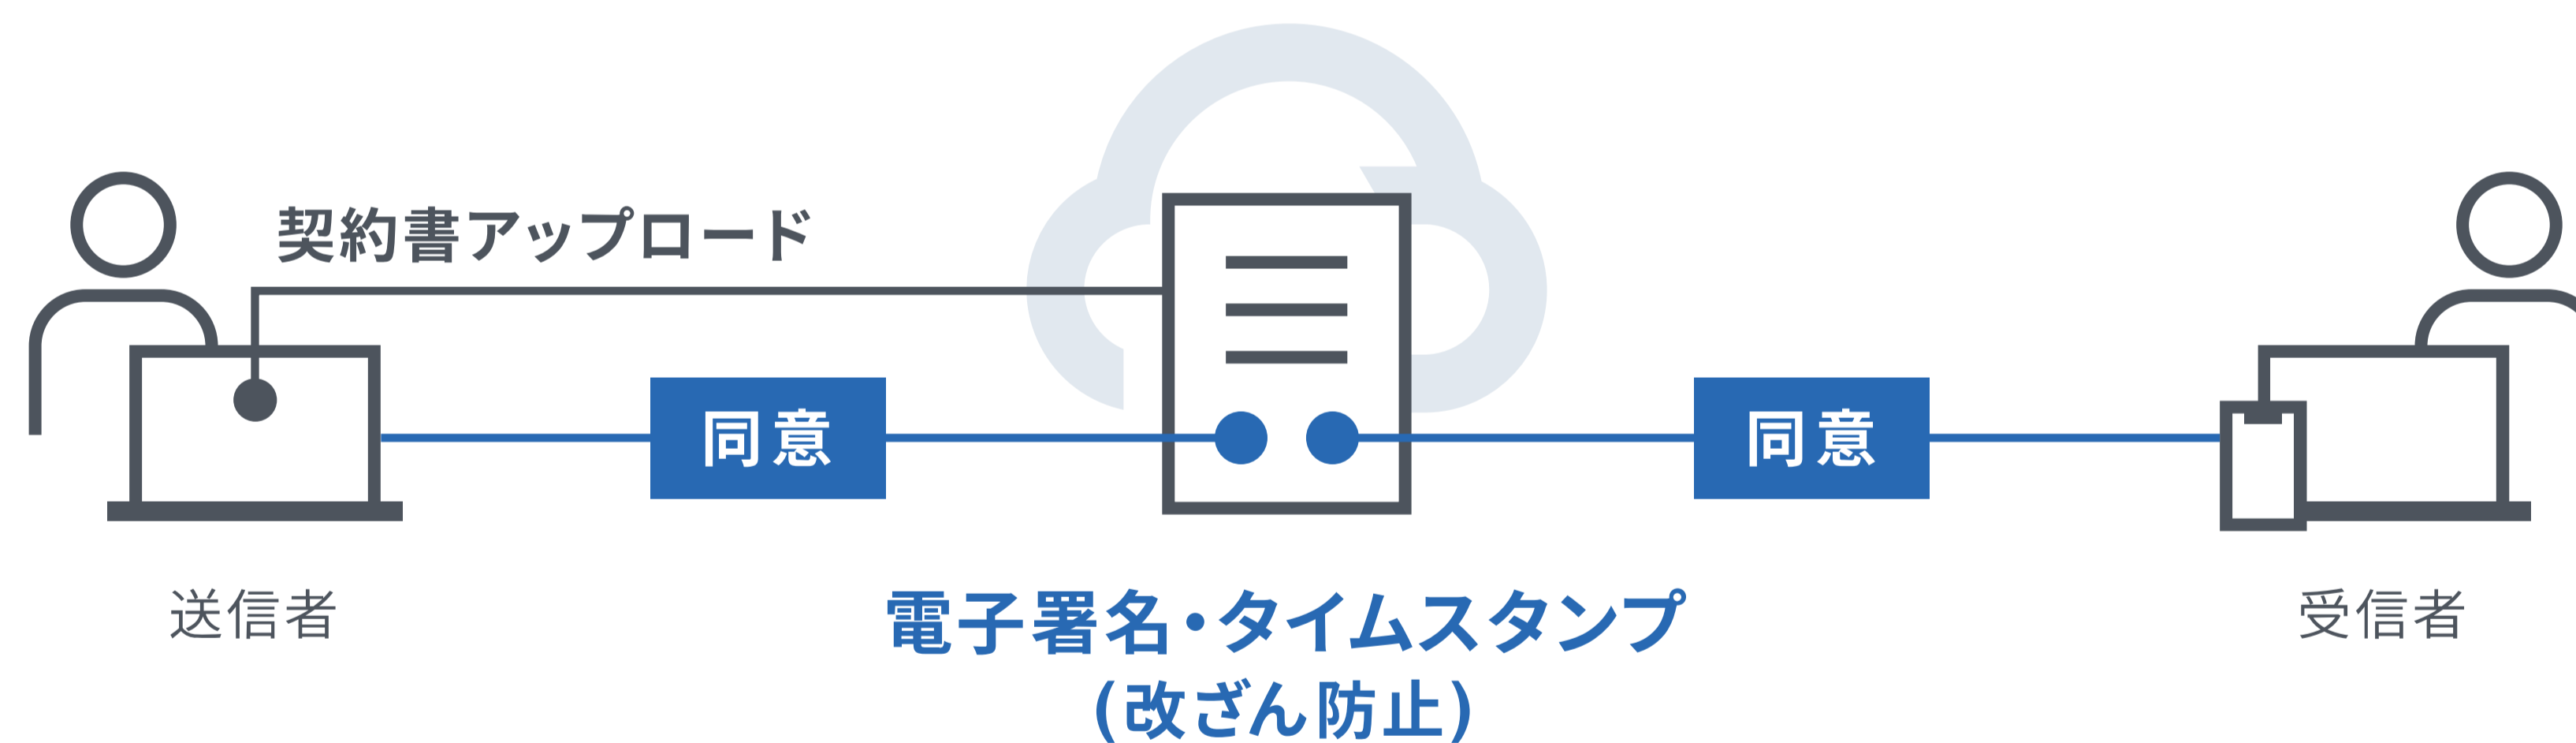 契約書アップロード
同意
同意
送信者
電子署名・タイムスタンプ
(改ざん防止)
受信者